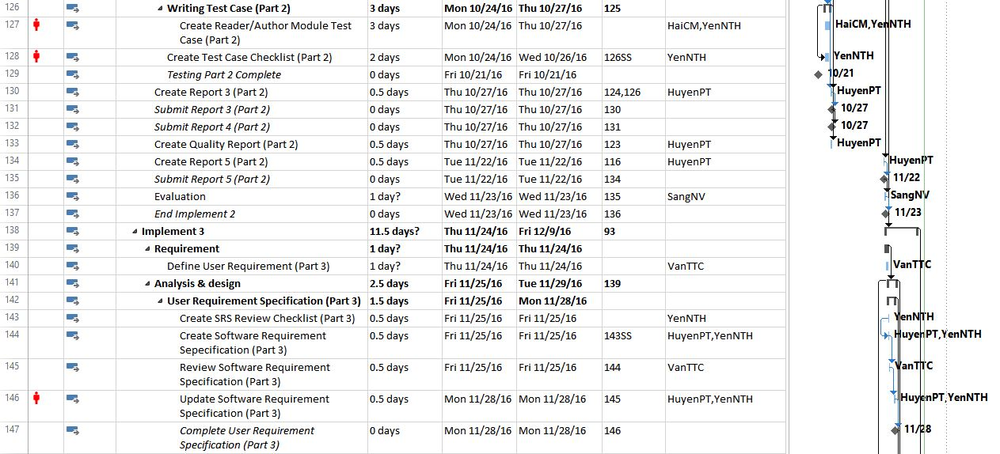 126 Writing Test Case (Part 2) 3 days Mon 10/24/16 Thu 10/27/16 125
127 Create Reader/Author Module Test 3 days Mon 10/24/16 Thu 10/27/16 HaiCM,YenNTH HaiCM,YenNTH
Case (Part 2)
128 Create Test Case Checklist (Part 2) 2 days Mon 10/24/16 Wed 10/26/16 126SS YenNTH YenNTH
129 Testing Part 2 Complete 0 days Fri 10/21/16 Fri 10/21/16 10/21
130 Create Report 3 (Part 2) 0.5 days Thu 10/27/16 Thu 10/27/16 124,126 HuyenPT HuyenPT
131 Submit Report 3 (Part 2) 0 days Thu 10/27/16 Thu 10/27/16 130 10/27
132 Submit Report 4 (Part 2) 0 days Thu 10/27/16 Thu 10/27/16 131 10/27
133 Create Quality Report (Part 2) 0.5 days Thu 10/27/16 Thu 10/27/16 123 HuyenPT HuyenPT
134 Create Report 5 (Part 2) 0.5 days Tue 11/22/16 Tue 11/22/16 116 HuyenPT HuyenPT
135 Submit Report 5 (Part 2) 0 days Tue 11/22/16 Tue 11/22/16 134 11/22
136 Evaluation 1 day? Wed 11/23/16 Wed 11/23/16 135 SangNV SangNV
137 End Implement 2 0 days Wed 11/23/16 Wed 11/23/16 136 11/23
138 Implement 3 11.5 days? Thu 11/24/16 Fri 12/9/16 93
139 Requirement 1 day? Thu 11/24/16 Thu 11/24/16
140 Define User Requirement (Part 3) 1 day? Thu 11/24/16 Thu 11/24/16 VanTTC VanTTC
141 Analysis & design 2.5 days Fri 11/25/16 Tue 11/29/16 139
142 User Requirement Specification (Part 3) 1.5 days Fri 11/25/16 Mon 11/28/16
143 Create SRS Review Checklist (Part 3) 0.5 days Fri 11/25/16 Fri 11/25/16 YenNTH YenNTH
144 Create Software Requirement 0.5 days Fri 11/25/16 Fri 11/25/16 143SS HuyenPT,YenNTH HuyenPT,YenNTH
Sepecification (Part 3)
145 Review Software Requirement 0.5 days Fri 11/25/16 Fri 11/25/16 144 VanTTC VanTTC
Specification (Part 3)
146 Update Software Requirement 0.5 days Mon 11/28/16 Mon 11/28/16 145 HuyenPT,YenNTH HuyenPT,YenNTH
Specification (Part 3)
147 Complete User Requirement 0 days Mon 11/28/16 Mon 11/28/16 146 11/28
Specification (Part 3)